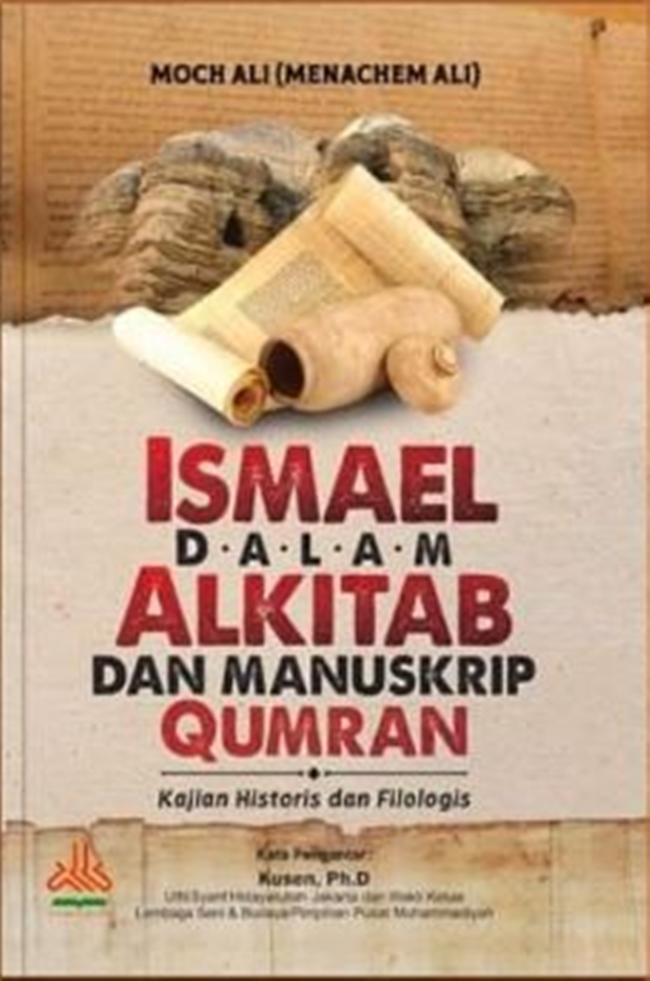 MOCH ALI (MENACHEM ALI)
ISMAEL
D·A·L·A·M
ALKITAB
DAN MANUSKRIP
QUMRAN
Kajian Historis dan Filologis
Kata Pengantar:
Kusen, Ph.D
UIN Syarif Hidayatullah Jakarta dan Wakil Ketua
Lembaga Seni & Budaya Pimpinan Pusat Muhammadiyah